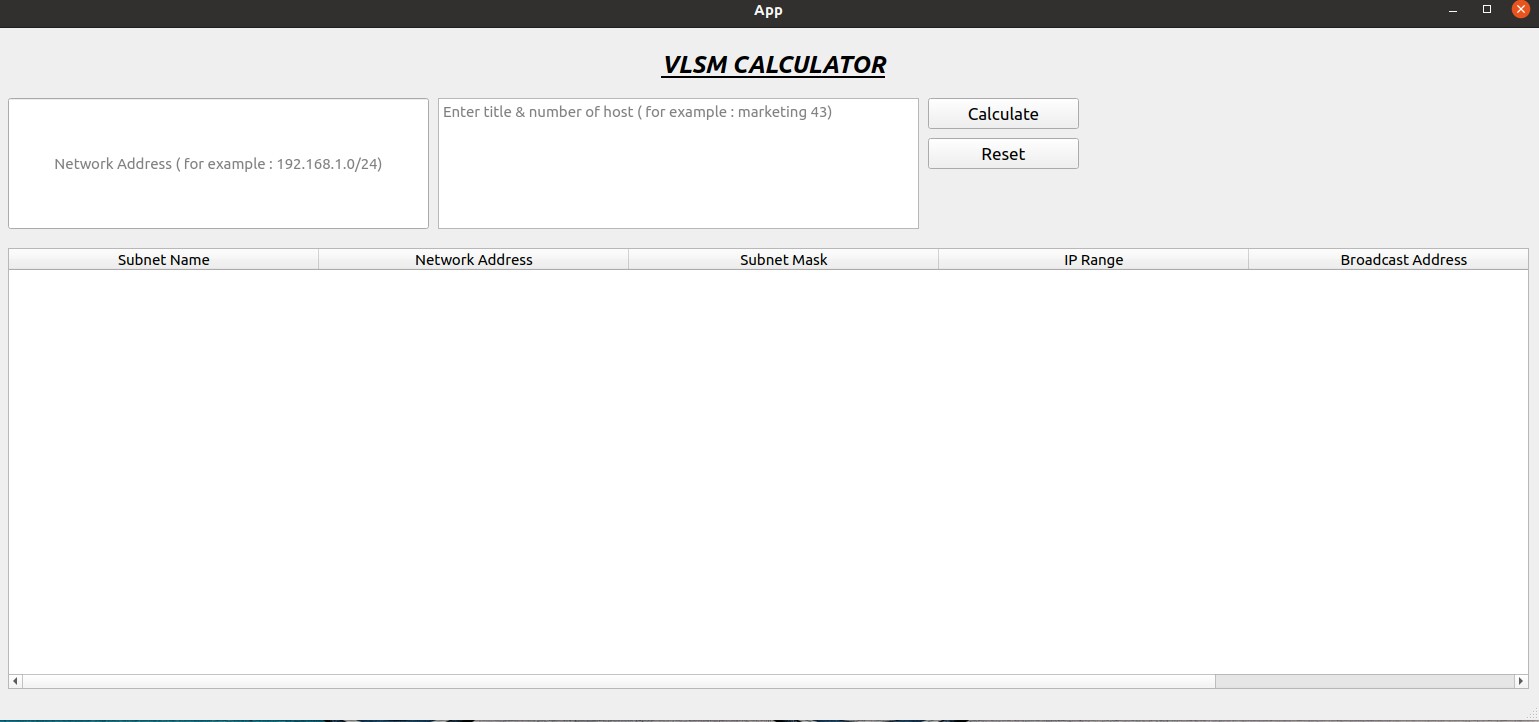 App
VLSM CALCULATOR
Network Address ( for example : 192.168.1.0/24)
Enter title & number of host ( for example : marketing 43)
Calculate
Reset
Subnet Name Network Address Subnet Mask IP Range Broadcast Address